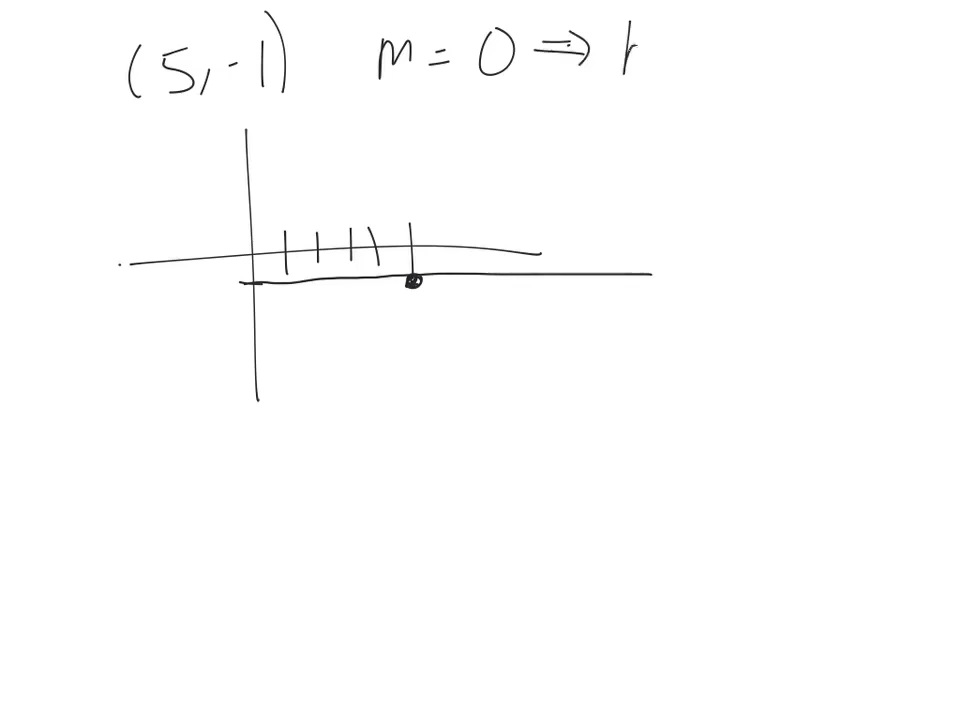 (5, -1) m = 0 ⇒